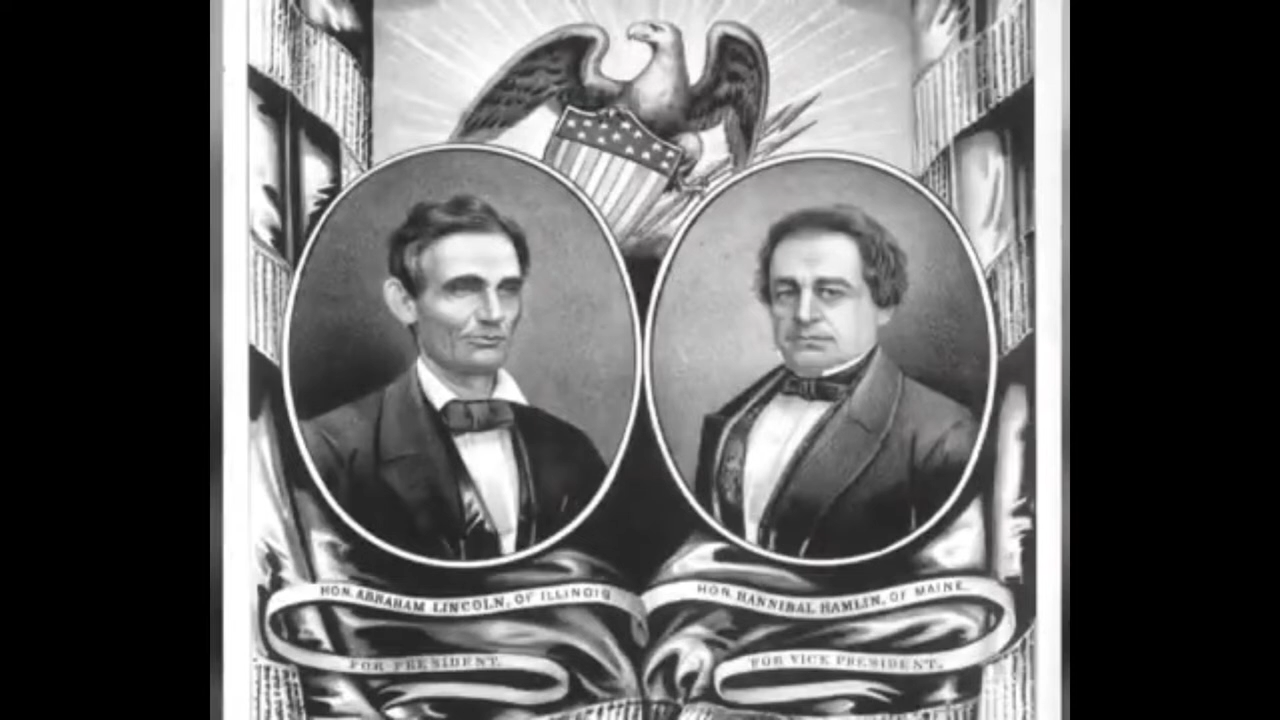 HON. ABRAHAM LINCOLN, OF ILLINOIS
FOR PRESIDENT.
HON. HANNIBAL HAMLIN, OF MAINE.
FOR VICE PRESIDENT.